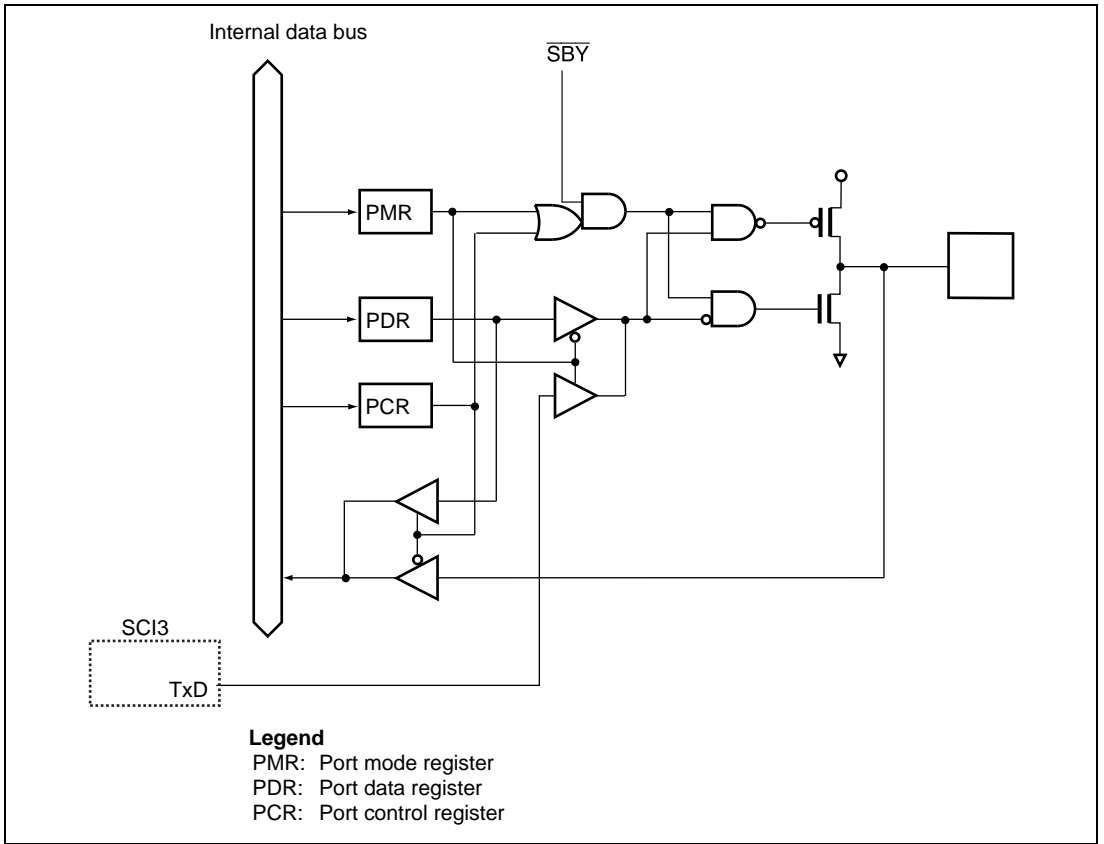 Internal data bus
SBY
PMR
PDR
PCR
SCI3
TxD
Legend
PMR: Port mode register
PDR: Port data register
PCR: Port control register